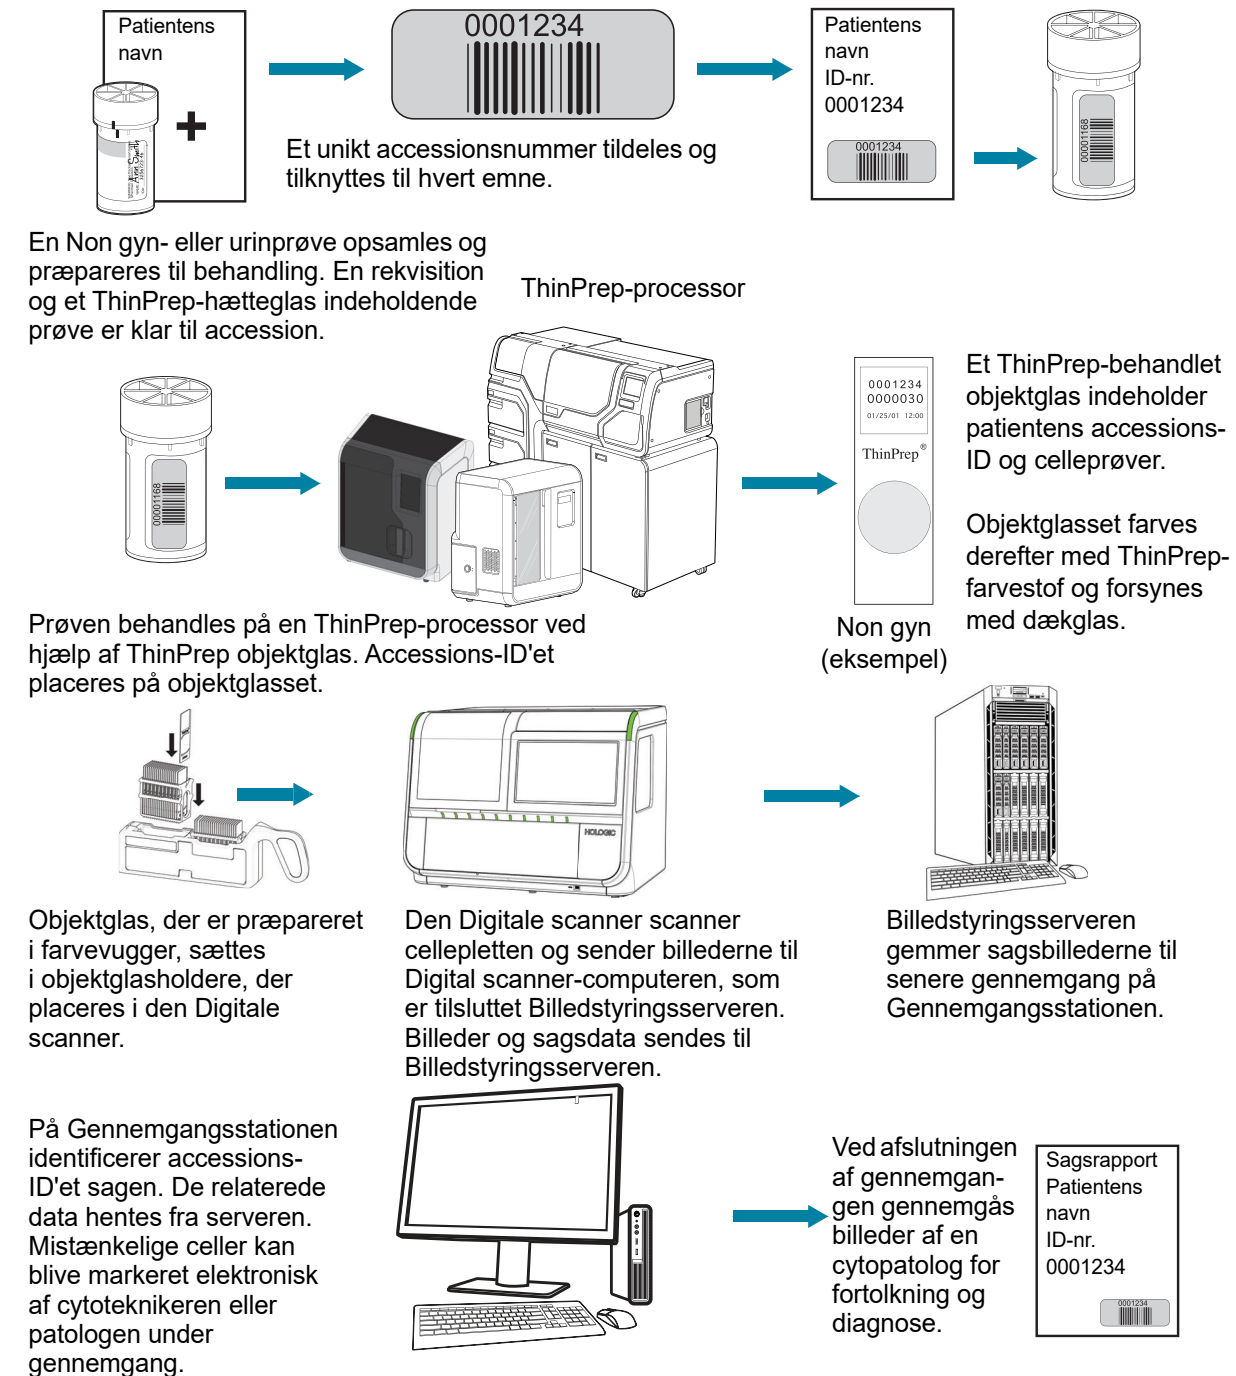 Patientens
navn
0001234
Patientens
navn
ID-nr.
0001234
0001234
00001168
Et unikt accessionsnummer tildeles og
tilknyttes til hvert emne.
En Non gyn- eller urinprøve opsamles og
præpareres til behandling. En rekvisition
og et ThinPrep-hætteglas indeholdende
prøve er klar til accession.
ThinPrep-processor
00001168
0001234
0000030
01/25/01 12:00
ThinPrep®
Et ThinPrep-behandlet
objektglas indeholder
patientens accessions-
ID og celleprøver.
Objektglasset farves
derefter med ThinPrep-
farvestof og forsynes
med dækglas.
Non gyn
(eksempel)
Prøven behandles på en ThinPrep-processor ved
hjælp af ThinPrep objektglas. Accessions-ID'et
placeres på objektglasset.
HOLOGIC
Objektglas, der er præpareret
i farvevugger, sættes
i objektglasholdere, der
placeres i den Digitale
scanner.
Den Digitale scanner scanner
cellepletten og sender billederne til
Digital scanner-computeren, som
er tilsluttet Billedstyringsserveren.
Billeder og sagsdata sendes til
Billedstyringsserveren.
Billedstyringsserveren
gemmer sagsbillederne til
senere gennemgang på
Gennemgangsstationen.
På Gennemgangsstationen
identificerer accessions-
ID'et sagen. De relaterede
data hentes fra serveren.
Mistænkelige celler kan
blive markeret elektronisk
af cytoteknikeren eller
patologen under
gennemgang.
Ved afslutningen
af gennemgan-
gen gennemgås
billeder af en
cytopatolog for
fortolkning og
diagnose.
Sagsrapport
Patientens
navn
ID-nr.
0001234
0001234